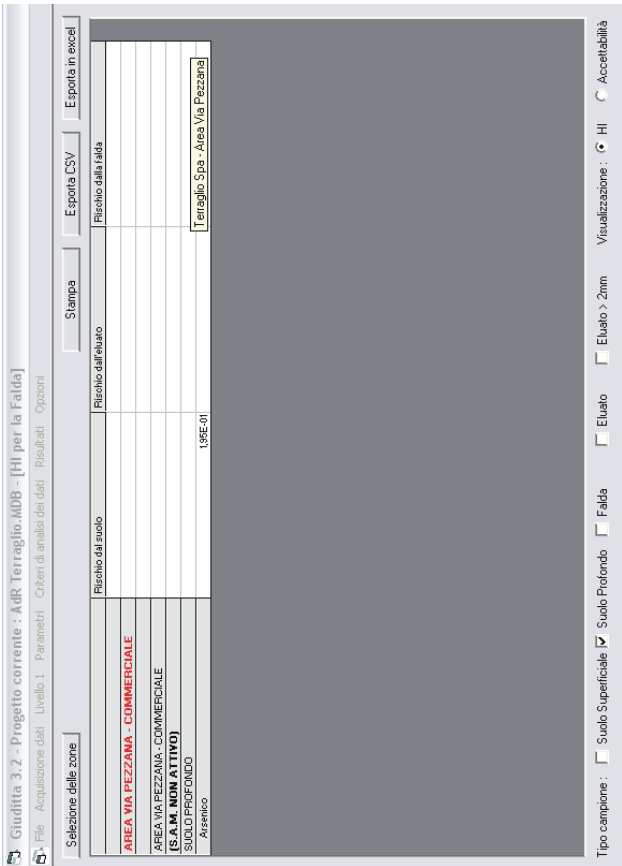 Giuditta 3.2 - Progetto corrente : AdR Terraglio.MDB - [HI per la Falda]
File Acquisizione dati Livello 1 Parametri Criteri di analisi dei dati Risultati Opzioni
Selezione delle zone Stampa Esporta CSV Esporta in excel
Rischio dal suolo Rischio dall'eluato Rischio dalla falda
AREA VIA PEZZANA - COMMERCIALE
AREA VIA PEZZANA - COMMERCIALE
(S.A.M. NON ATTIVO)
SUOLO PROFONDO
Arsenico 1,95E-01
Terraglio Spa - Area Via Pezzana
Tipo campione : Suolo Superficiale Suolo Profondo Falda Eluato Eluato > 2mm Visualizzazione : HI Accettabilità